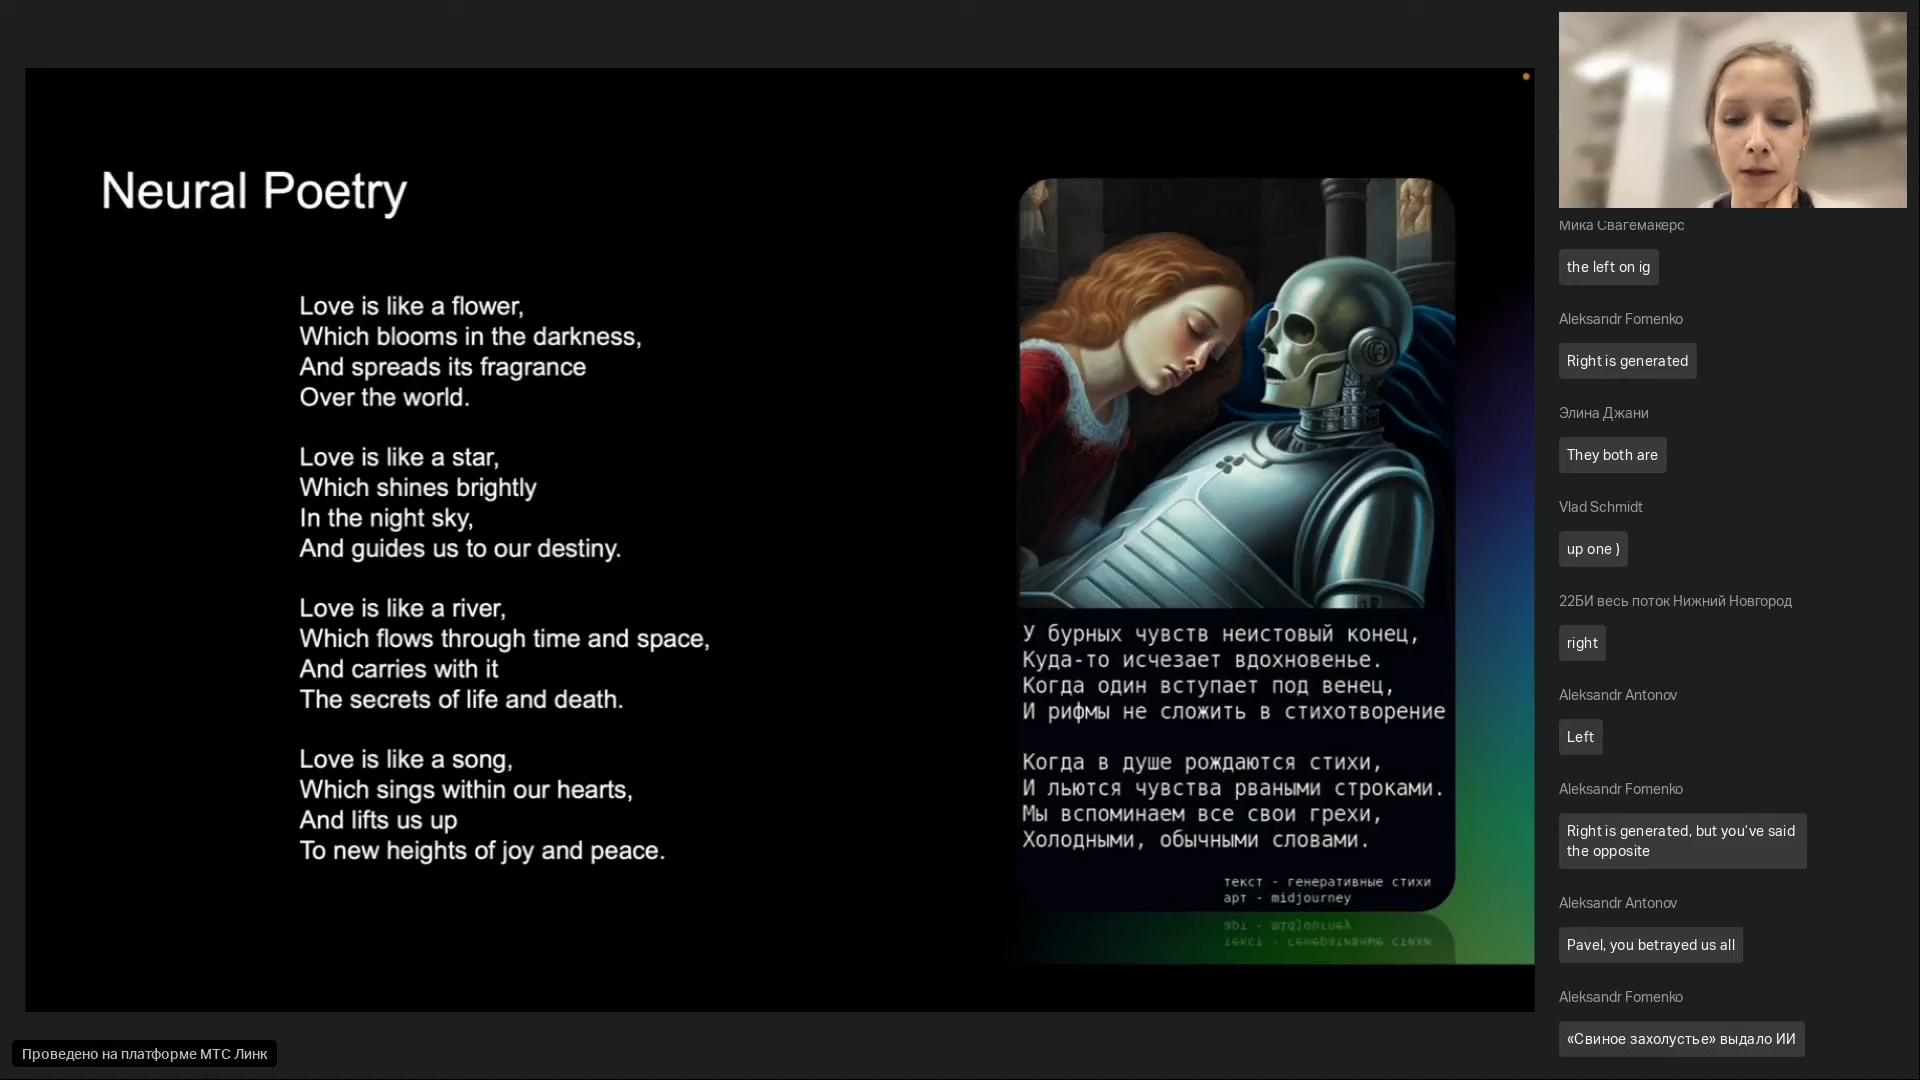 Neural Poetry
Love is like a flower,
Which blooms in the darkness,
And spreads its fragrance
Over the world.
Love is like a star,
Which shines brightly
In the night sky,
And guides us to our destiny.
Love is like a river,
Which flows through time and space,
And carries with it
The secrets of life and death.
Love is like a song,
Which sings within our hearts,
And lifts us up
To new heights of joy and peace.
У бурных чувств неистовый конец,
Куда-то исчезает вдохновенье.
Когда один вступает под венец,
И рифмы не сложить в стихотворение
Когда в душе рождаются стихи,
И льются чувства рваными строками.
Мы вспоминаем все свои грехи,
Холодными, обычными словами.
текст - генеративные стихи
арт - midjourney
Мика Свагемакерс
the left on ig
Aleksandr Fomenko
Right is generated
Элина Джани
They both are
Vlad Schmidt
up one )
22БИ весь поток Нижний Новгород
right
Aleksandr Antonov
Left
Aleksandr Fomenko
Right is generated, but you've said
the opposite
Aleksandr Antonov
Pavel, you betrayed us all
Aleksandr Fomenko
«Свиное захолустье» выдало ИИ
Проведено на платформе МТС Линк